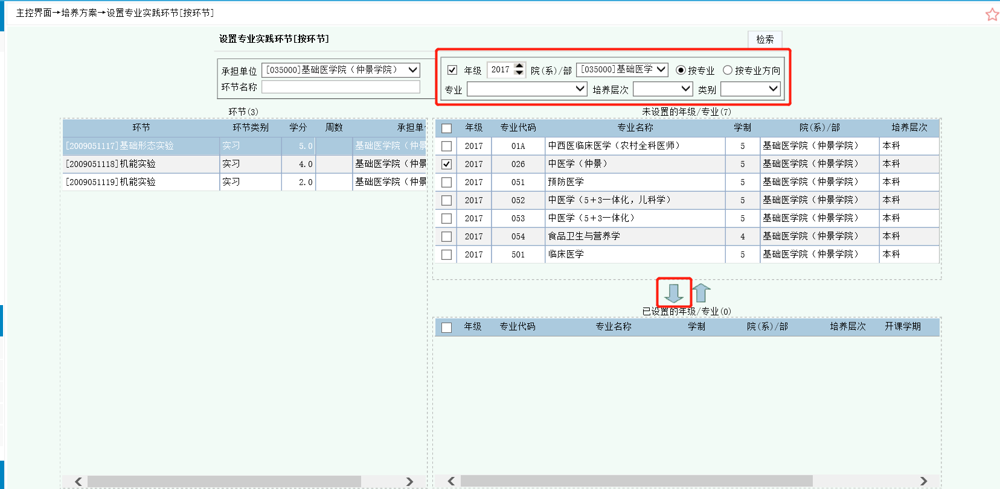 主控界面→培养方案→设置专业实践环节[按环节]
设置专业实践环节[按环节]
检索
承担单位 [035000]基础医学院（仲景学院）
环节名称
年级 2017 院(系)/部 [035000]基础医学 按专业 按专业方向
专业 培养层次 类别
环节(3)
环节 环节类别 学分 周数 承担单
[2009051117]基础形态实验 实习 5.0 基础医学院（仲景
[2009051118]机能实验 实习 4.0 基础医学院（仲景
[2009051119]机能实验 实习 2.0 基础医学院（仲景
未设置的年级/专业(7)
年级 专业代码 专业名称 学制 院(系)/部 培养层次
2017 01A 中西医临床医学（农村全科医师） 5 基础医学院（仲景学院） 本科
2017 026 中医学（仲景） 5 基础医学院（仲景学院） 本科
2017 051 预防医学 5 基础医学院（仲景学院） 本科
2017 052 中医学（5＋3一体化，儿科学） 5 基础医学院（仲景学院） 本科
2017 053 中医学（5＋3一体化） 5 基础医学院（仲景学院） 本科
2017 054 食品卫生与营养学 4 基础医学院（仲景学院） 本科
2017 501 临床医学 5 基础医学院（仲景学院） 本科
已设置的年级/专业(0)
年级 专业代码 专业名称 学制 院(系)/部 培养层次 开课学期